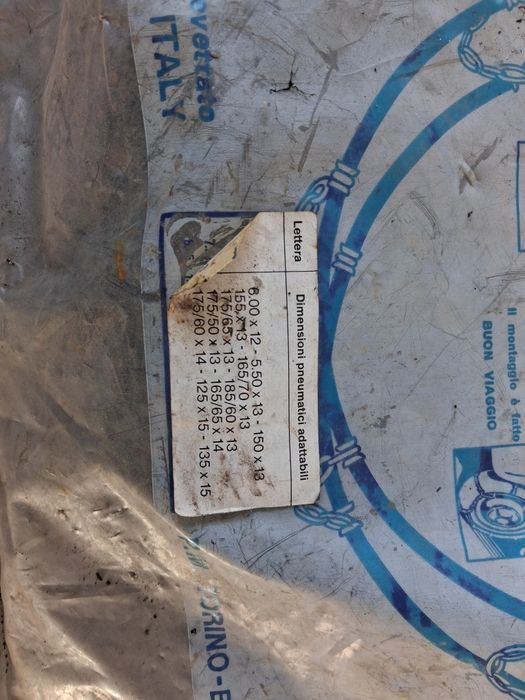 ITALY
Lettera
Dimensioni pneumatici adattabili
6.00 x 12 - 5.50 x 13 - 150 x 13
155 x 13 - 165/70 x 13
175/65 x 13 - 185/60 x 13
175/50 x 13 - 165/65 x 14
175/60 x 14 - 125 x 15 - 135 x 15
Il montaggio è fatto
BUON VIAGGIO
TORINO-